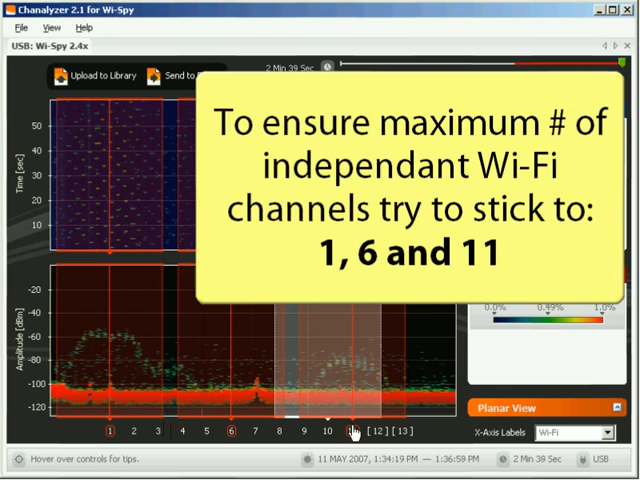 Chanalyzer 2.1 for Wi-Spy
File View Help
USB: Wi-Spy 2.4x
Upload to Library
Send to
2 Min 39 Sec
To ensure maximum # of
independant Wi-Fi
channels try to stick to:
1, 6 and 11
Time [sec]
50
40
30
20
10
Amplitude [dBm]
-20
-40
-60
-80
-100
-120
1 2 3 4 5 6 7 8 9 10 [12] [13]
0.0% 0.49% 1.0%
Planar View
X-Axis Labels Wi-Fi
Hover over controls for tips.
11 MAY 2007, 1:34:19 PM — 1:36:59 PM
2 Min 39 Sec
USB